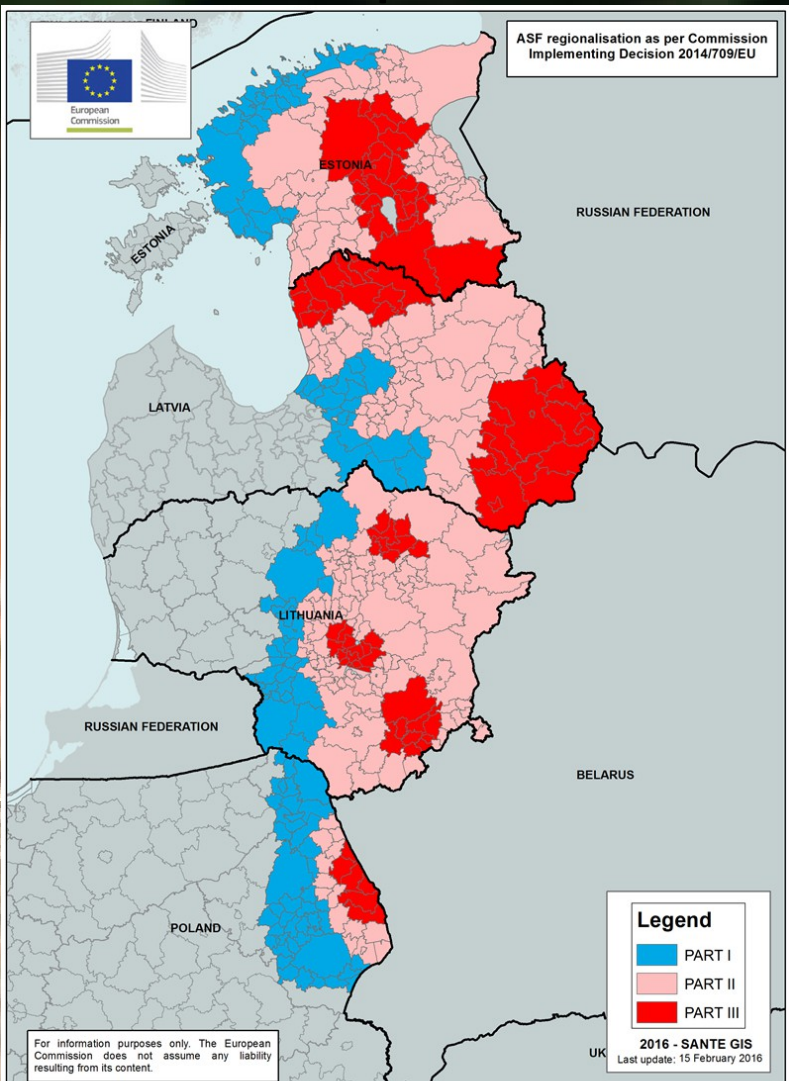 FINLAND
European
Commission
ASF regionalisation as per Commission
Implementing Decision 2014/709/EU
ESTONIA
RUSSIAN FEDERATION
ESTONIA
LATVIA
LITHUANIA
RUSSIAN FEDERATION
BELARUS
POLAND
Legend
PART I
PART II
PART III
2016 - SANTE GIS
Last update: 15 February 2016
For information purposes only. The European
Commission does not assume any liability
resulting from its content.
UK